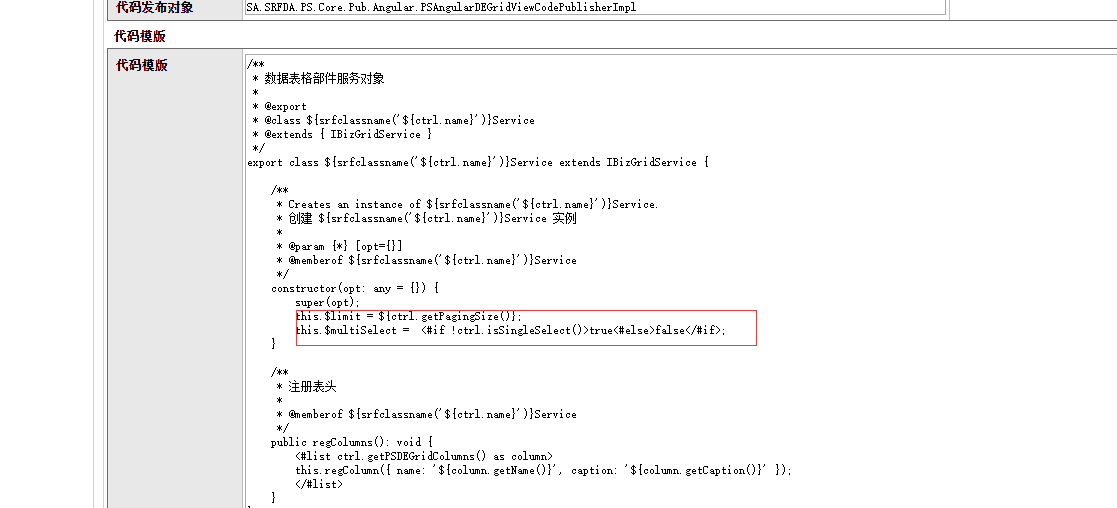 代码发布对象 SA.SRFDA.PS.Core.Pub.Angular.PSAngularDEGridViewCodePublisherImpl
代码模版
代码模版
/**
 * 数据表格部件服务对象
 *
 * @export
 * @class ${srfclassname('${ctrl.name}')}Service
 * @extends { IBizGridService }
 */
export class ${srfclassname('${ctrl.name}')}Service extends IBizGridService {
    /**
     * Creates an instance of ${srfclassname('${ctrl.name}')}Service.
     * 创建 ${srfclassname('${ctrl.name}')}Service 实例
     *
     * @param {*} [opt={}]
     * @memberof ${srfclassname('${ctrl.name}')}Service
     */
    constructor(opt: any = {}) {
        super(opt);
        this.$limit = ${ctrl.getPagingSize()};
        this.$multiSelect =  <#if !ctrl.isSingleSelect()>true<#else>false</#if>;
    }
    /**
     * 注册表头
     *
     * @memberof ${srfclassname('${ctrl.name}')}Service
     */
    public regColumns(): void {
        <#list ctrl.getPSDEGridColumns() as column>
        this.regColumn({ name: '${column.getName()}', caption: '${column.getCaption()}' });
        </#list>
    }